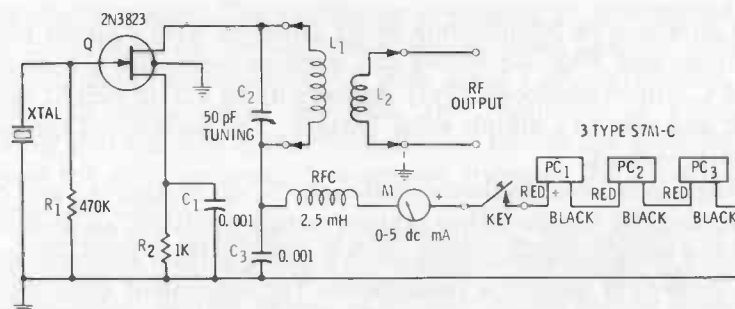 2N3823
Q
XTAL
R1
470K
R2
1K
C1
0.001
C2
50 pF
TUNING
C3
0.001
L1
L2
RF
OUTPUT
RFC
2.5 mH
M
+
0-5 dc mA
KEY
3 TYPE S7M-C
PC1
PC2
PC3
RED +
RED
RED
BLACK
BLACK
BLACK